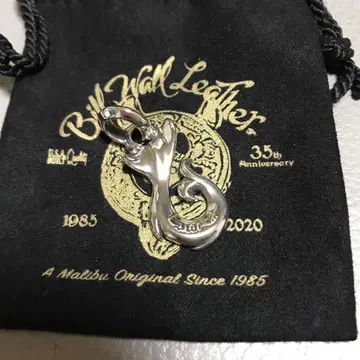 Bill Wall Leather
35th
Anniversary
1985 2020
A Malibu Original Since 1985